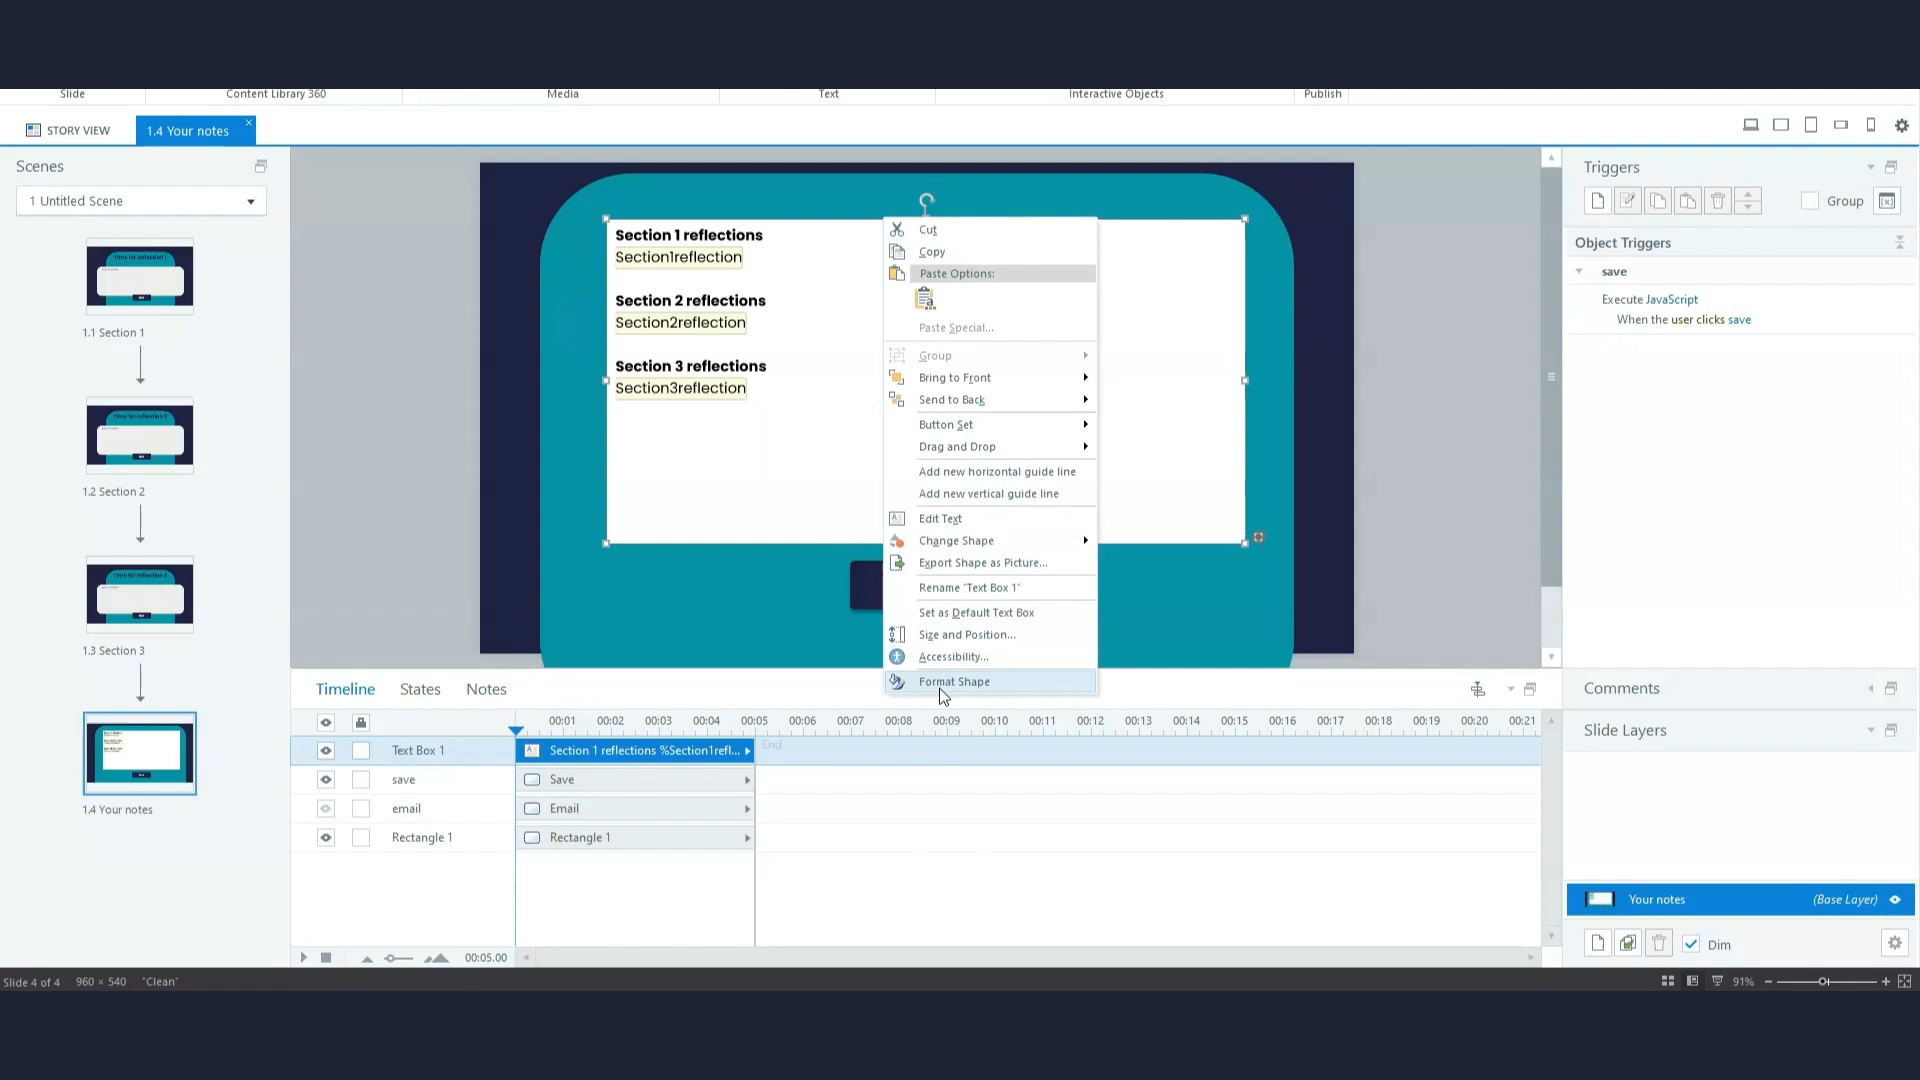 Slide
Content Library 360
Media
Text
Interactive Objects
Publish
STORY VIEW
1.4 Your notes
Scenes
1 Untitled Scene
1.1 Section 1
1.2 Section 2
1.3 Section 3
1.4 Your notes
Section 1 reflections
Section1reflection
Section 2 reflections
Section2reflection
Section 3 reflections
Section3reflection
Cut
Copy
Paste Options:
Paste Special...
Group
Bring to Front
Send to Back
Button Set
Drag and Drop
Add new horizontal guide line
Add new vertical guide line
Edit Text
Change Shape
Export Shape as Picture...
Rename "Text Box 1"
Set as Default Text Box
Size and Position...
Accessibility...
Format Shape
Triggers
Group
Object Triggers
save
Execute JavaScript
When the user clicks save
Timeline States Notes
00:01 00:02 00:03 00:04 00:05 00:06 00:07 00:08 00:09 00:10 00:11 00:12 00:13 00:14 00:15 00:16 00:17 00:18 00:19 00:20 00:21
Text Box 1 Section 1 reflections %Section1refl... End
save Save
email Email
Rectangle 1 Rectangle 1
00:05.00
Comments
Slide Layers
Your notes (Base Layer)
Dim
Slide 4 of 4 960 × 540 "Clean" 91%